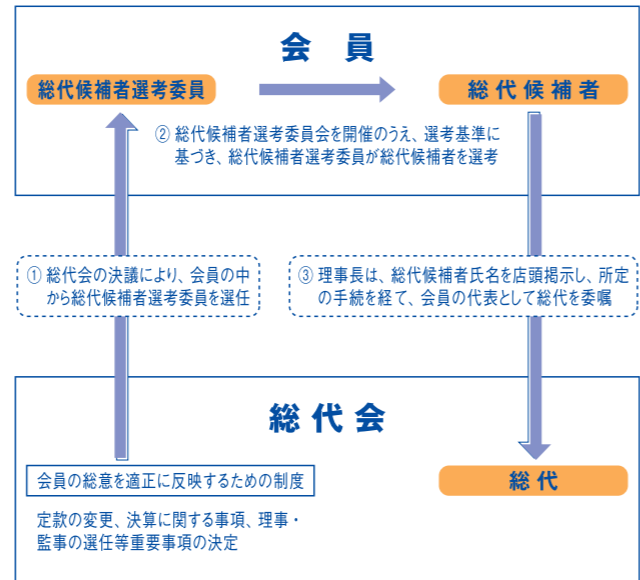 会員
総代候補者選考委員
総代候補者
② 総代候補者選考委員会を開催のうえ、選考基準に
基づき、総代候補者選考委員が総代候補者を選考
① 総代会の決議により、会員の中
から総代候補者選考委員を選任
③ 理事長は、総代候補者氏名を店頭掲示し、所定
の手続を経て、会員の代表として総代を委嘱
総代会
会員の総意を適正に反映するための制度
総代
定款の変更、決算に関する事項、理事・
監事の選任等重要事項の決定